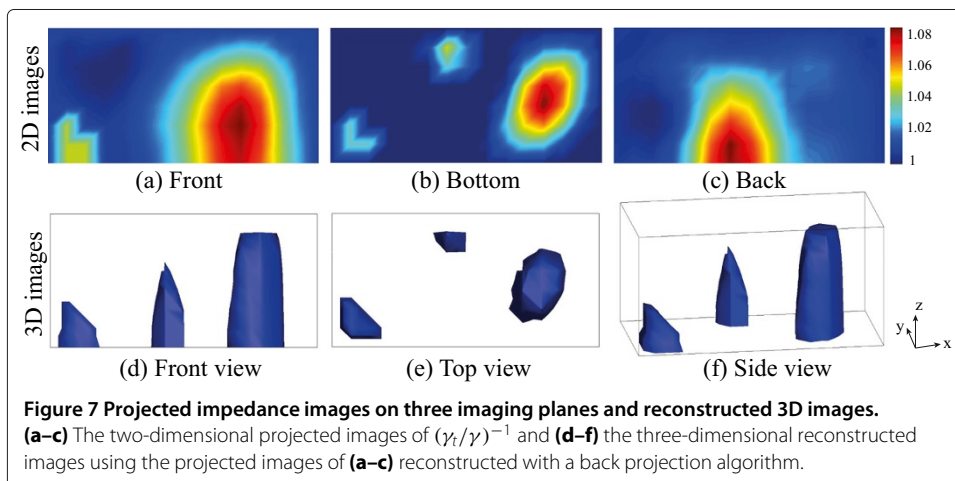 2D images
1.08
1.06
1.04
1.02
1
(a) Front
(b) Bottom
(c) Back
3D images
z
y
x
(d) Front view
(e) Top view
(f) Side view
Figure 7 Projected impedance images on three imaging planes and reconstructed 3D images.
(a–c) The two-dimensional projected images of (γₜ/γ)⁻¹ and (d–f) the three-dimensional reconstructed
images using the projected images of (a–c) reconstructed with a back projection algorithm.